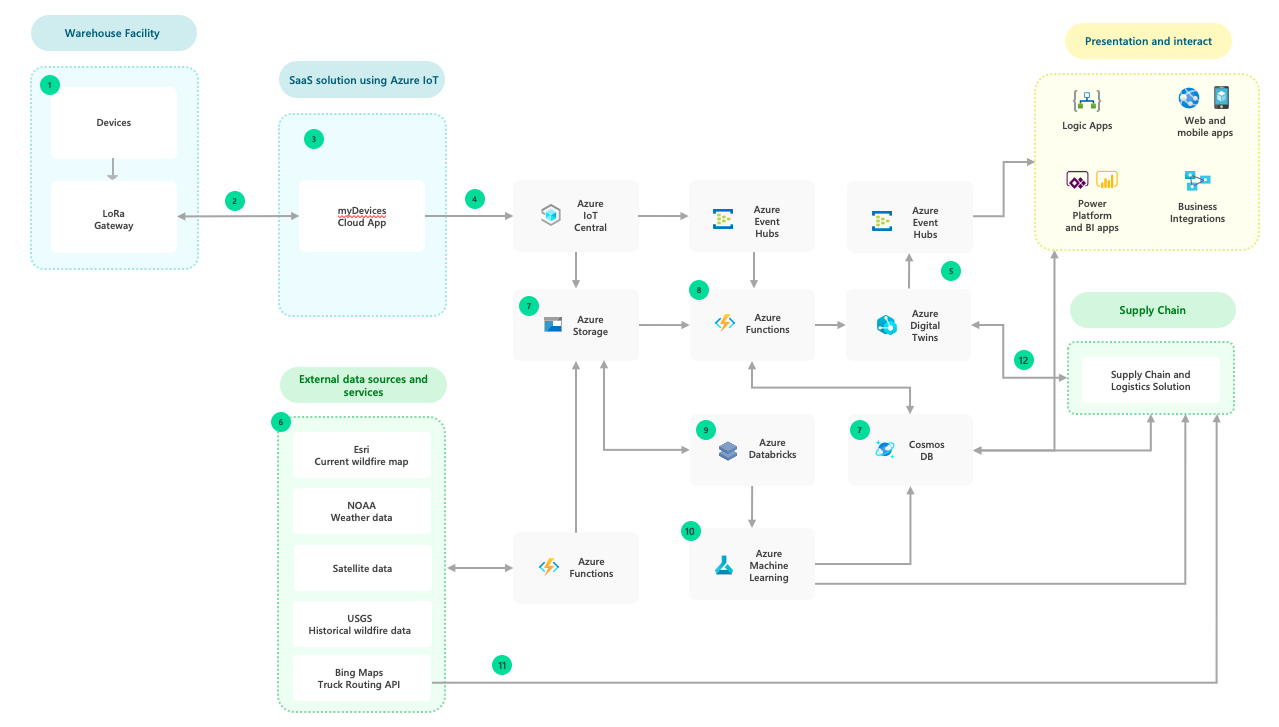 Warehouse Facility
1
Devices
LoRa
Gateway
2
SaaS solution using Azure IoT
3
myDevices
Cloud App
4
Azure
IoT
Central
Azure
Event
Hubs
Azure
Event
Hubs
5
Presentation and interact
Logic Apps
Web and
mobile apps
Power
Platform
and BI apps
Business
Integrations
7
Azure
Storage
8
Azure
Functions
Azure
Digital
Twins
12
Supply Chain
Supply Chain and
Logistics Solution
External data sources and
services
6
Esri
Current wildfire map
NOAA
Weather data
Satellite data
USGS
Historical wildfire data
Bing Maps
Truck Routing API
9
Azure
Databricks
7
Cosmos
DB
10
Azure
Machine
Learning
Azure
Functions
11